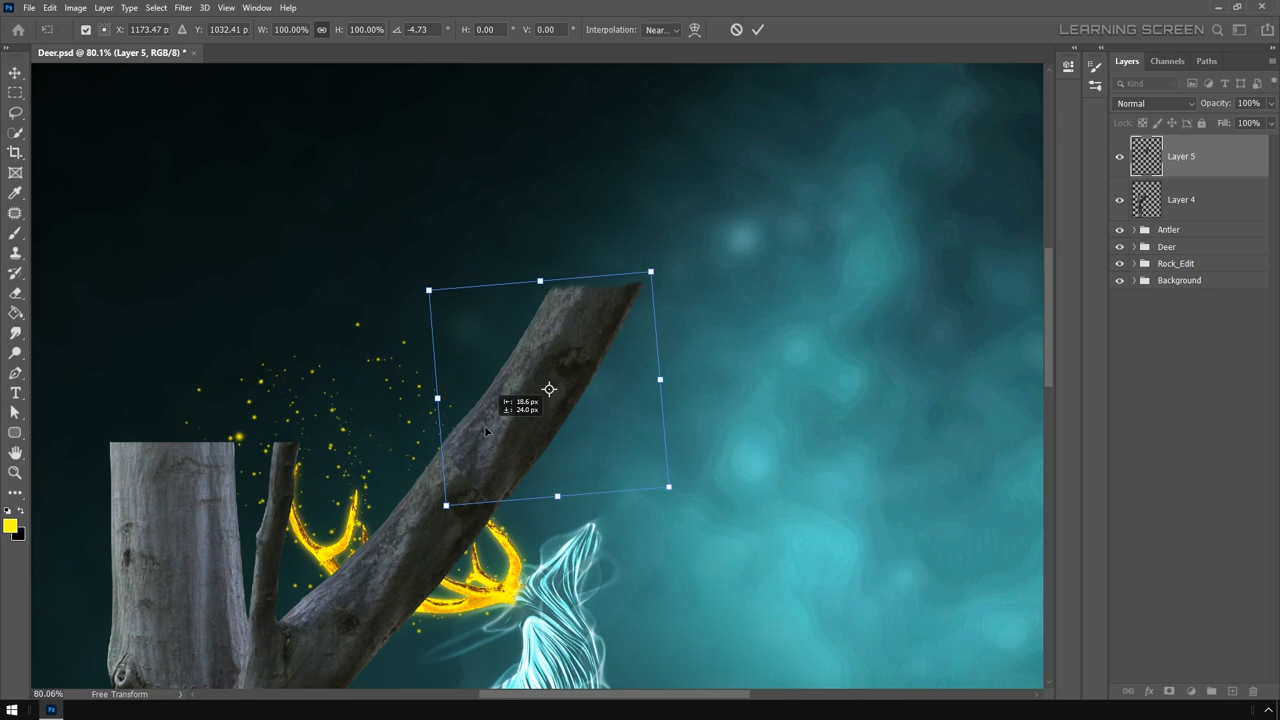 File Edit Image Layer Type Select Filter 3D View Window Help
X: 1173.47 p Y: 1032.41 p W: 100.00% H: 100.00% -4.73 ° H: 0.00 ° V: 0.00 ° Interpolation: Near...
LEARNING SCREEN
Deer.psd @ 80.1% (Layer 5, RGB/8) * ×
Layers Channels Paths
Kind
Normal Opacity: 100%
Lock: Fill: 100%
Layer 5
Layer 4
Antler
Deer
Rock_Edit
Background
: 18.6 px
: 24.0 px
80.06% Free Transform
Ps